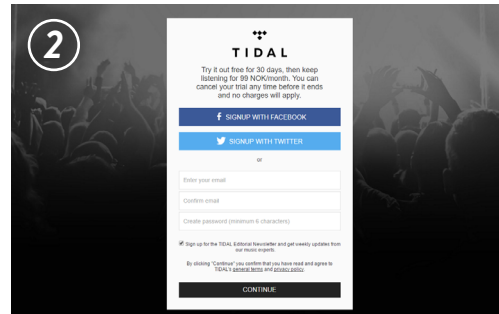 2
TIDAL
Try it out free for 30 days, then keep
listening for 99 NOK/month. You can
cancel your trial any time before it ends
and no charges will apply.
SIGNUP WITH FACEBOOK
SIGNUP WITH TWITTER
or
Enter your email
Confirm email
Create password (minimum 6 characters)
Sign up for the TIDAL Editorial Newsletter and get weekly updates from
our music experts.
By clicking "Continue" you confirm that you have read and agree to
TIDAL's general terms and privacy policy.
CONTINUE